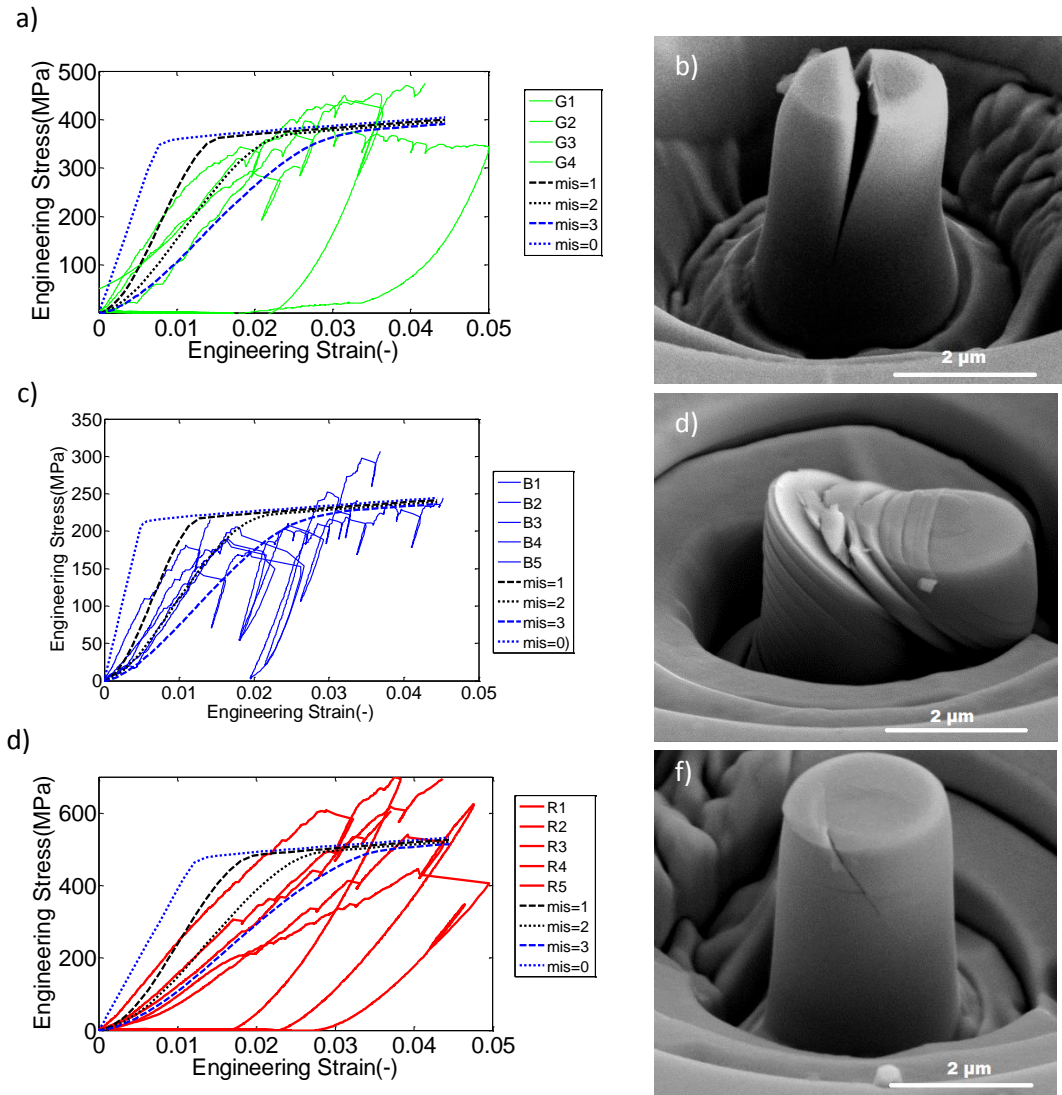 a)
500
400
300
200
100
0
0.01
0.02
0.03
0.04
0.05
Engineering Stress(MPa)
Engineering Strain(-)
G1
G2
G3
G4
mis=1
mis=2
mis=3
mis=0
b)
2 µm
c)
350
300
250
200
150
100
50
0
0
0.01
0.02
0.03
0.04
0.05
Engineering Stress(MPa)
Engineering Strain(-)
B1
B2
B3
B4
B5
mis=1
mis=2
mis=3
mis=0)
d)
2 µm
d)
600
400
200
0
0
0.01
0.02
0.03
0.04
0.05
Engineering Stress(MPa)
Engineering Strain(-)
R1
R2
R3
R4
R5
mis=1
mis=2
mis=3
mis=0
f)
2 µm